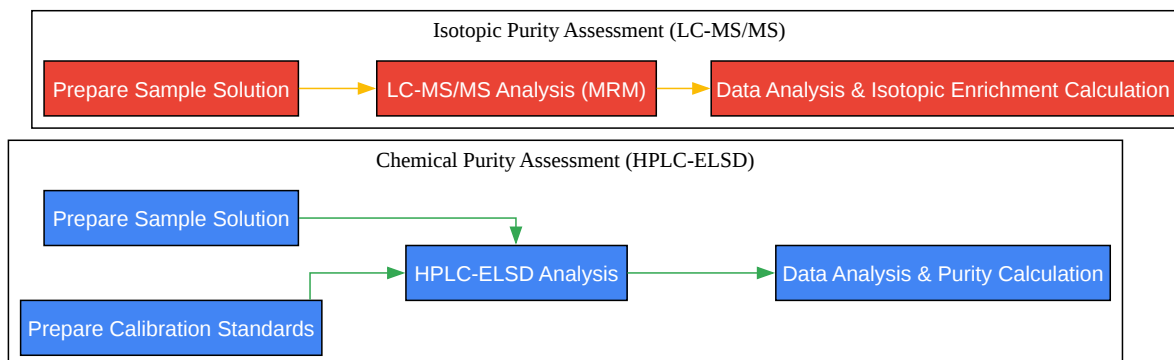 Isotopic Purity Assessment (LC-MS/MS)
Prepare Sample Solution
LC-MS/MS Analysis (MRM)
Data Analysis & Isotopic Enrichment Calculation
Chemical Purity Assessment (HPLC-ELSD)
Prepare Sample Solution
HPLC-ELSD Analysis
Data Analysis & Purity Calculation
Prepare Calibration Standards